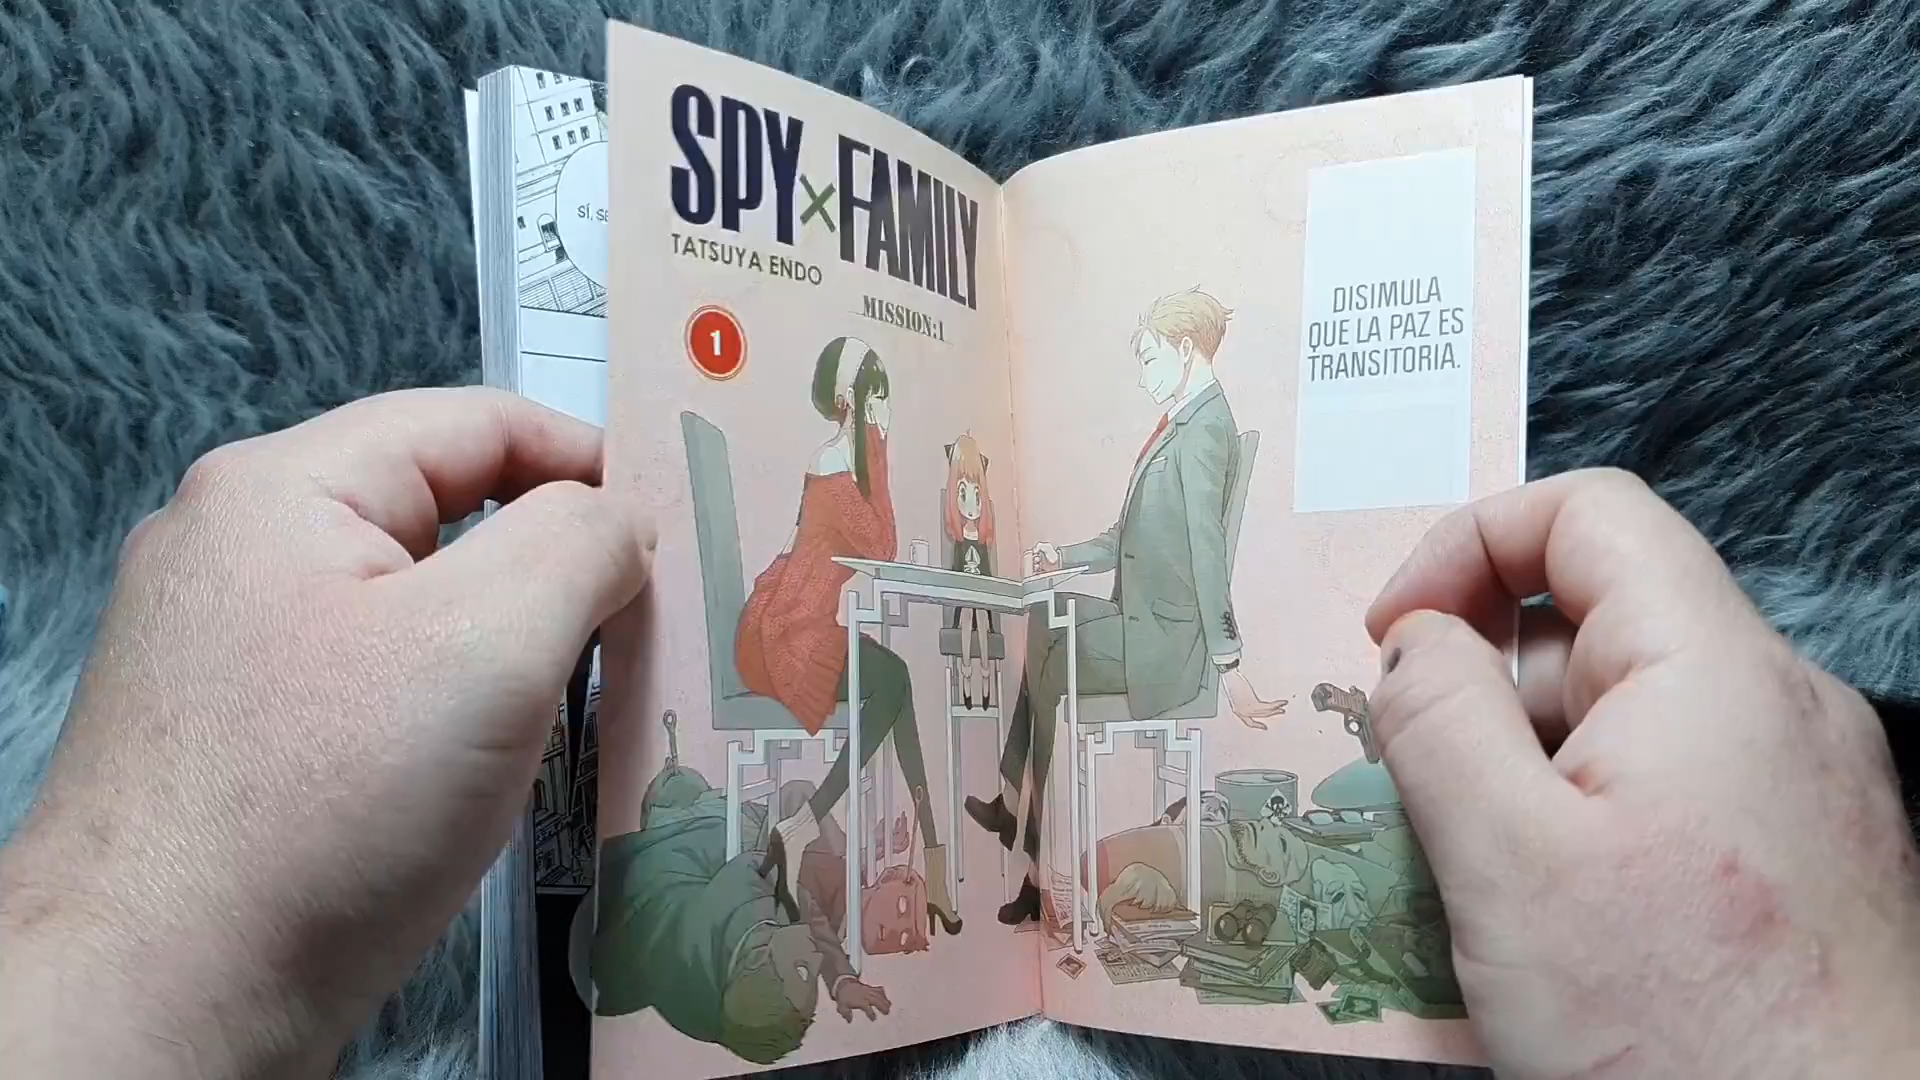 SPY×FAMILY
TATSUYA ENDO
MISSION:1
1
DISIMULA
QUE LA PAZ ES
TRANSITORIA.
SÍ, SE